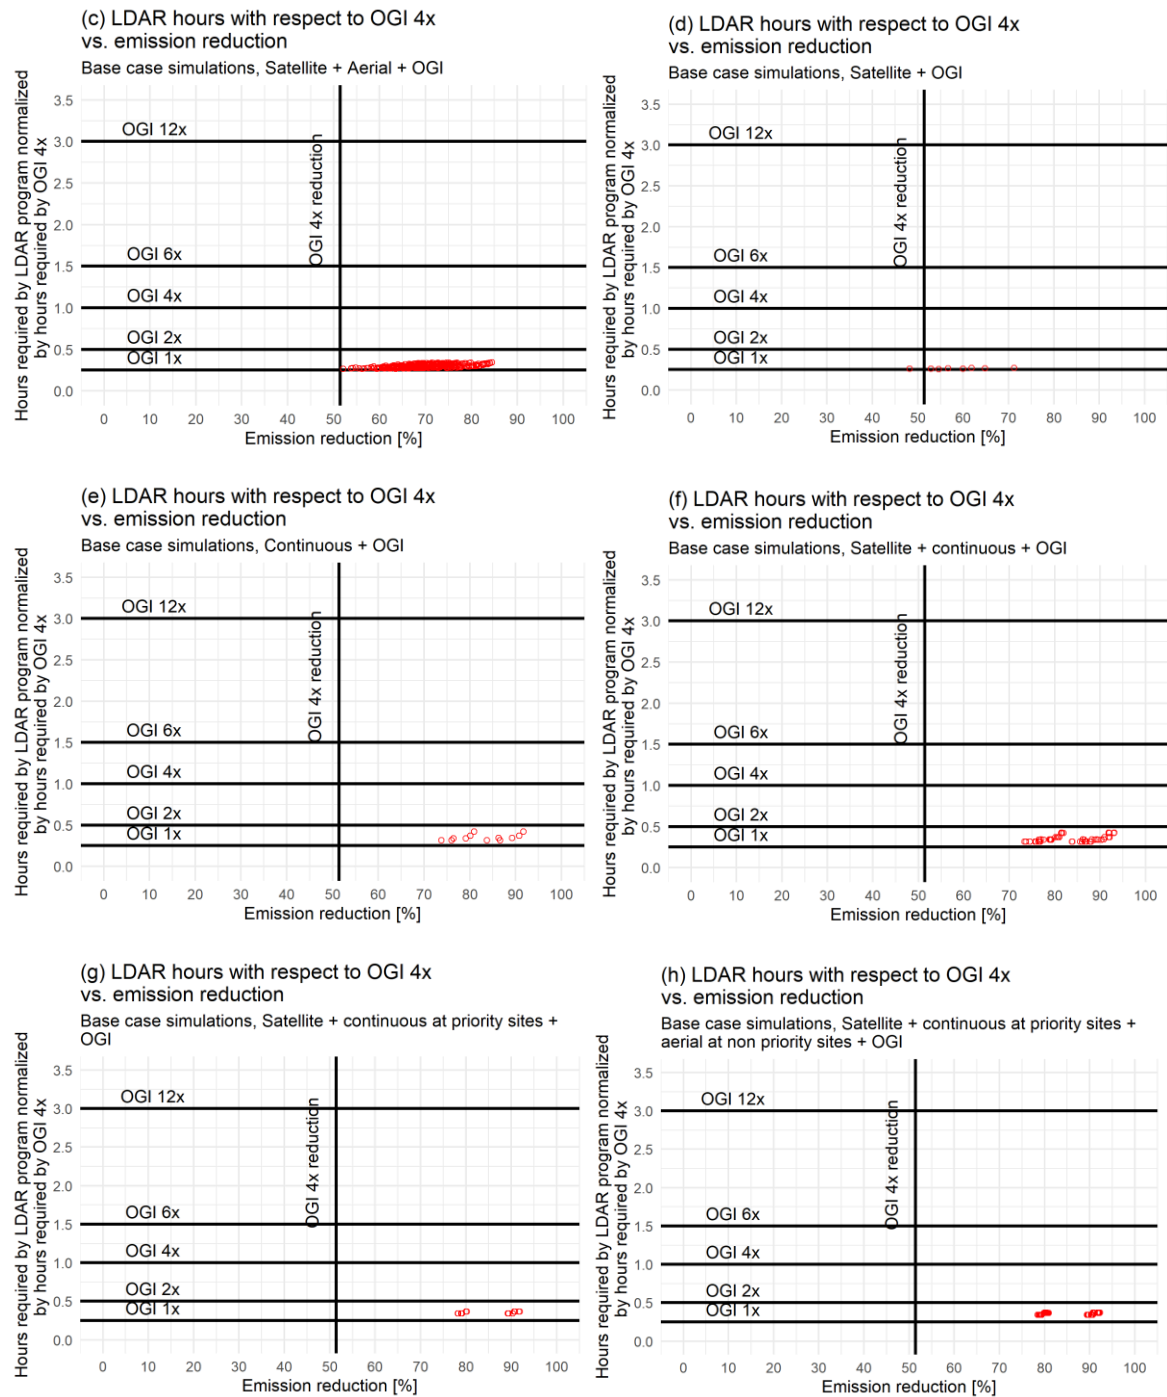 (c) LDAR hours with respect to OGI 4x
vs. emission reduction
Base case simulations, Satellite + Aerial + OGI
Hours required by LDAR program normalized
by hours required by OGI 4x
3.5
3.0
2.5
2.0
1.5
1.0
0.5
0.0
OGI 12x
OGI 6x
OGI 4x
OGI 2x
OGI 1x
OGI 4x reduction
0 10 20 30 40 50 60 70 80 90 100
Emission reduction [%]
(d) LDAR hours with respect to OGI 4x
vs. emission reduction
Base case simulations, Satellite + OGI
Hours required by LDAR program normalized
by hours required by OGI 4x
3.5
3.0
2.5
2.0
1.5
1.0
0.5
0.0
OGI 12x
OGI 6x
OGI 4x
OGI 2x
OGI 1x
OGI 4x reduction
0 10 20 30 40 50 60 70 80 90 100
Emission reduction [%]
(e) LDAR hours with respect to OGI 4x
vs. emission reduction
Base case simulations, Continuous + OGI
Hours required by LDAR program normalized
by hours required by OGI 4x
3.5
3.0
2.5
2.0
1.5
1.0
0.5
0.0
OGI 12x
OGI 6x
OGI 4x
OGI 2x
OGI 1x
OGI 4x reduction
0 10 20 30 40 50 60 70 80 90 100
Emission reduction [%]
(f) LDAR hours with respect to OGI 4x
vs. emission reduction
Base case simulations, Satellite + continuous + OGI
Hours required by LDAR program normalized
by hours required by OGI 4x
3.5
3.0
2.5
2.0
1.5
1.0
0.5
0.0
OGI 12x
OGI 6x
OGI 4x
OGI 2x
OGI 1x
OGI 4x reduction
0 10 20 30 40 50 60 70 80 90 100
Emission reduction [%]
(g) LDAR hours with respect to OGI 4x
vs. emission reduction
Base case simulations, Satellite + continuous at priority sites +
OGI
Hours required by LDAR program normalized
by hours required by OGI 4x
3.5
3.0
2.5
2.0
1.5
1.0
0.5
0.0
OGI 12x
OGI 6x
OGI 4x
OGI 2x
OGI 1x
OGI 4x reduction
0 10 20 30 40 50 60 70 80 90 100
Emission reduction [%]
(h) LDAR hours with respect to OGI 4x
vs. emission reduction
Base case simulations, Satellite + continuous at priority sites +
aerial at non priority sites + OGI
Hours required by LDAR program normalized
by hours required by OGI 4x
3.5
3.0
2.5
2.0
1.5
1.0
0.5
0.0
OGI 12x
OGI 6x
OGI 4x
OGI 2x
OGI 1x
OGI 4x reduction
0 10 20 30 40 50 60 70 80 90 100
Emission reduction [%]